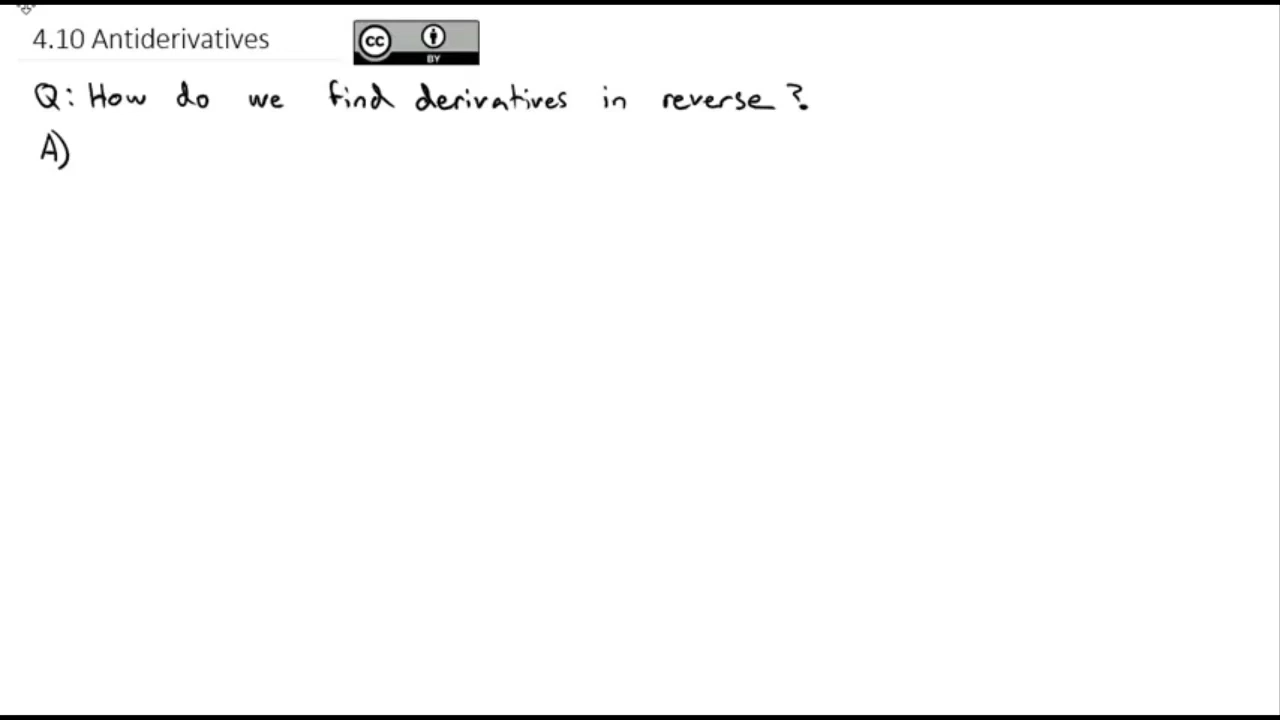 4.10 Antiderivatives
cc BY
Q: How do we find derivatives in reverse?
A)